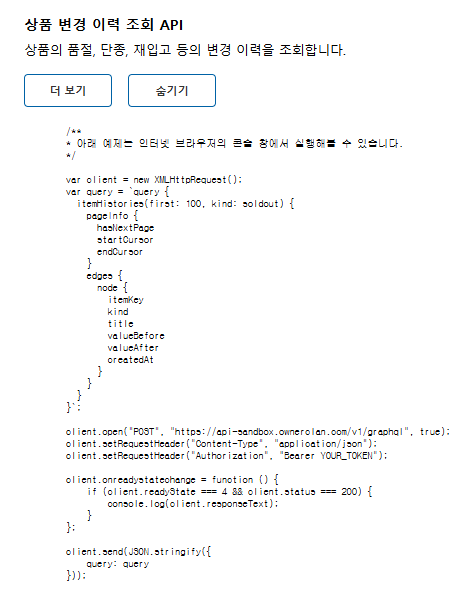 상품 변경 이력 조회 API
상품의 품절, 단종, 재입고 등의 변경 이력을 조회합니다.
더 보기 숨기기
/**
* 아래 예제는 인터넷 브라우저의 콘솔 창에서 실행해볼 수 있습니다.
*/
var client = new XMLHttpRequest();
var query = `query {
itemHistories(first: 100, kind: soldout) {
pageInfo {
hasNextPage
startCursor
endCursor
}
edges {
node {
itemKey
kind
title
valueBefore
valueAfter
createdAt
}
}
}
}`;
client.open("POST", "https://api-sandbox.ownerclan.com/v1/graphql", true);
client.setRequestHeader("Content-Type", "application/json");
client.setRequestHeader("Authorization", "Bearer YOUR_TOKEN");
client.onreadystatechange = function () {
if (client.readyState === 4 && client.status === 200) {
console.log(client.responseText);
}
};
client.send(JSON.stringify({
query: query
}));